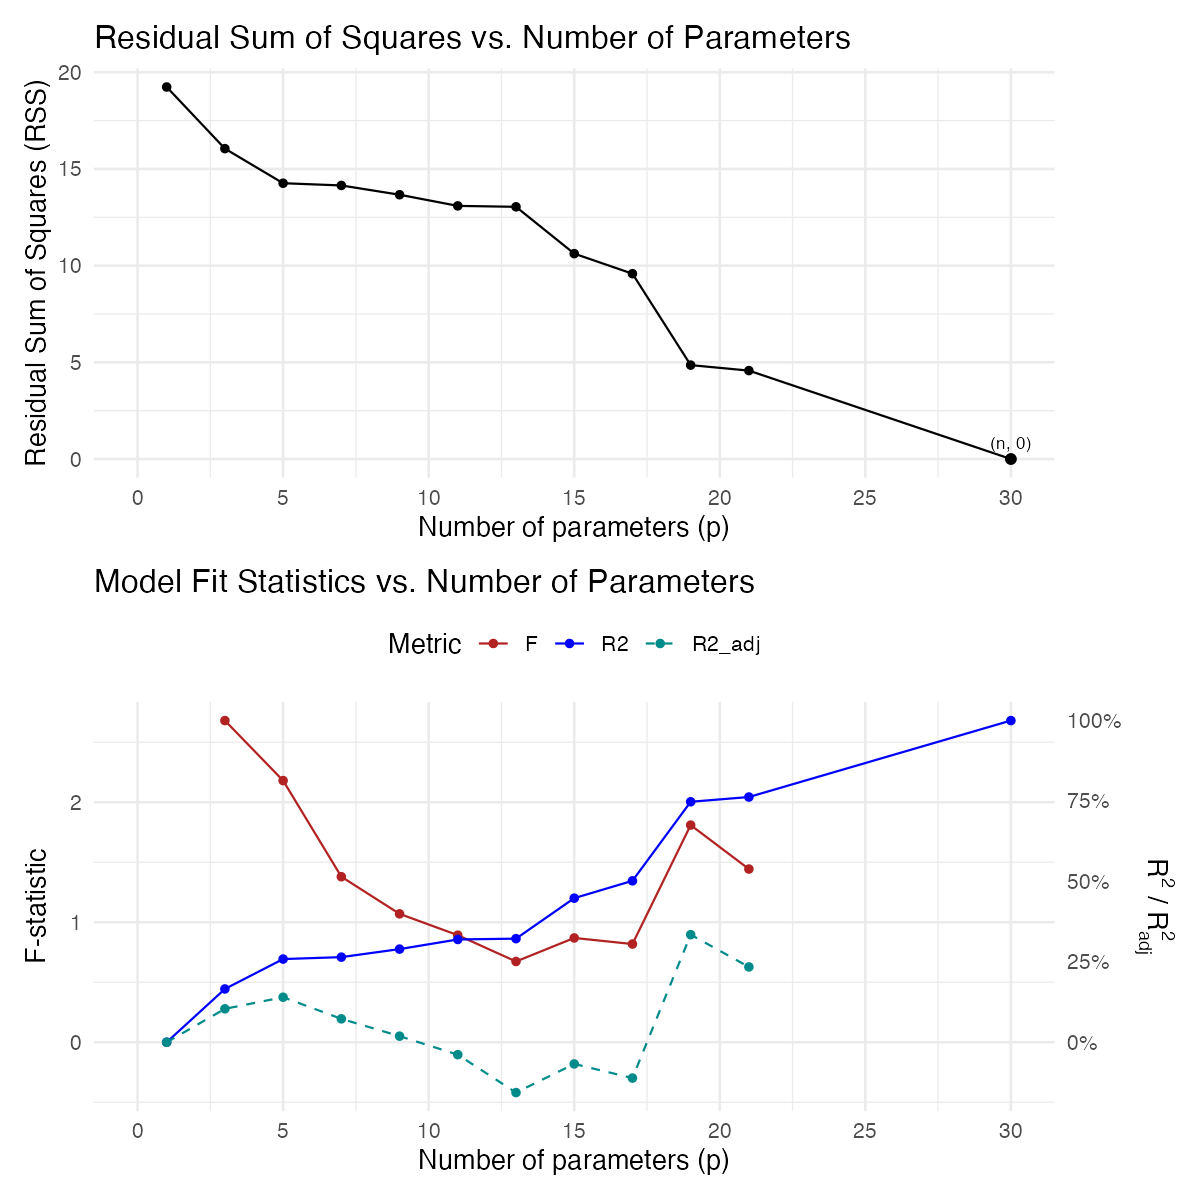 Residual Sum of Squares vs. Number of Parameters
Residual Sum of Squares (RSS)
20
15
10
5
0
(n, 0)
0 5 10 15 20 25 30
Number of parameters (p)
Model Fit Statistics vs. Number of Parameters
Metric F R2 R2_adj
F-statistic
2
1
0
100%
75%
50%
25%
0%
R² / R²adj
0 5 10 15 20 25 30
Number of parameters (p)